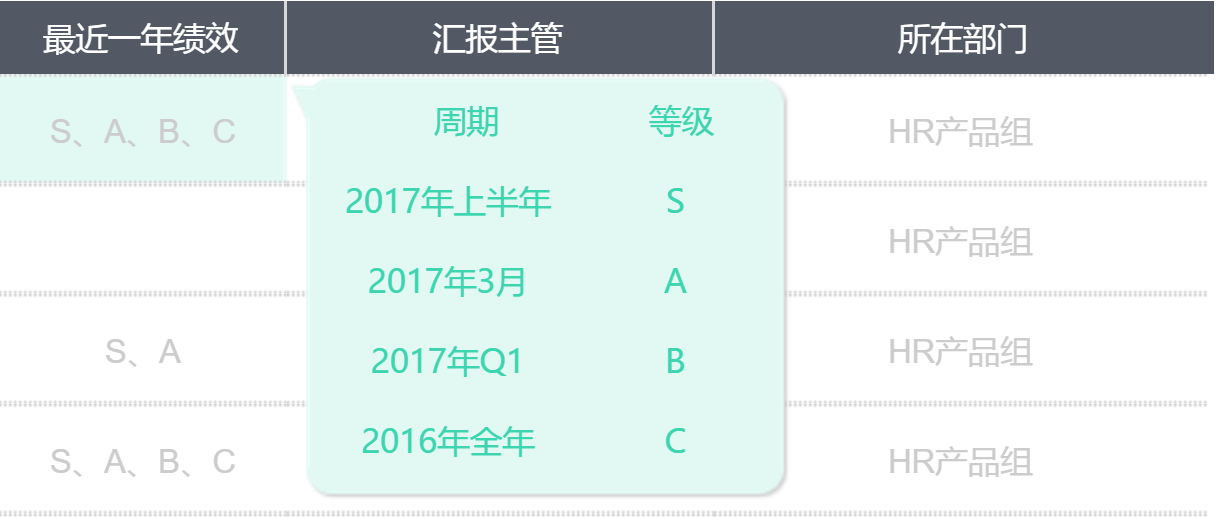 最近一年绩效 汇报主管 所在部门
周期 等级
S、A、B、C HR产品组
2017年上半年 S
HR产品组
2017年3月 A
S、A HR产品组
2017年Q1 B
2016年全年 C
S、A、B、C HR产品组